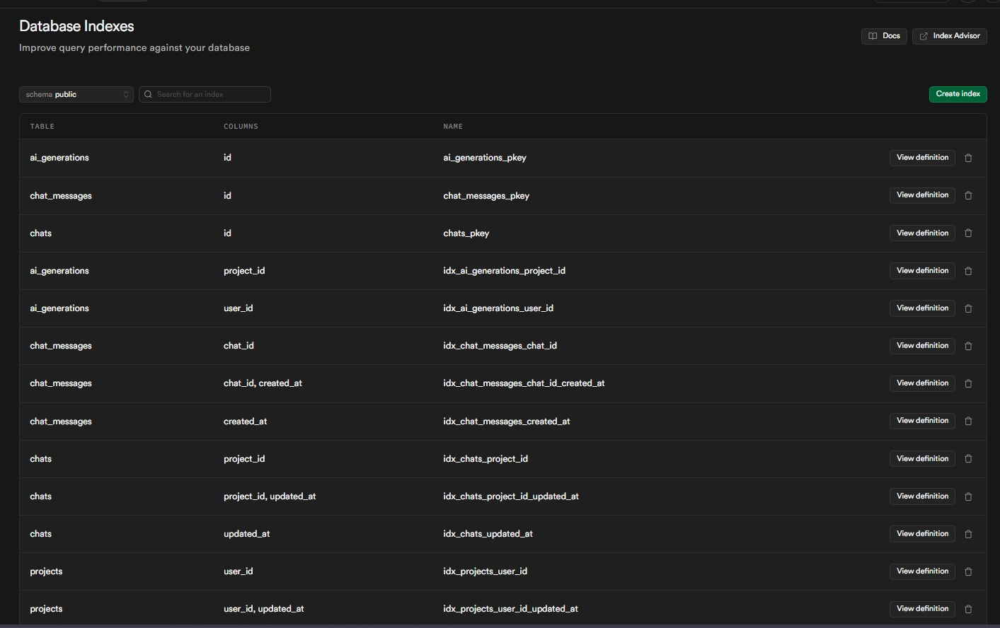 Database Indexes
Improve query performance against your database
Docs
Index Advisor
schema public
Search for an index
Create index
TABLE COLUMNS NAME
ai_generations id ai_generations_pkey View definition
chat_messages id chat_messages_pkey View definition
chats id chats_pkey View definition
ai_generations project_id idx_ai_generations_project_id View definition
ai_generations user_id idx_ai_generations_user_id View definition
chat_messages chat_id idx_chat_messages_chat_id View definition
chat_messages chat_id, created_at idx_chat_messages_chat_id_created_at View definition
chat_messages created_at idx_chat_messages_created_at View definition
chats project_id idx_chats_project_id View definition
chats project_id, updated_at idx_chats_project_id_updated_at View definition
chats updated_at idx_chats_updated_at View definition
projects user_id idx_projects_user_id View definition
projects user_id, updated_at idx_projects_user_id_updated_at View definition